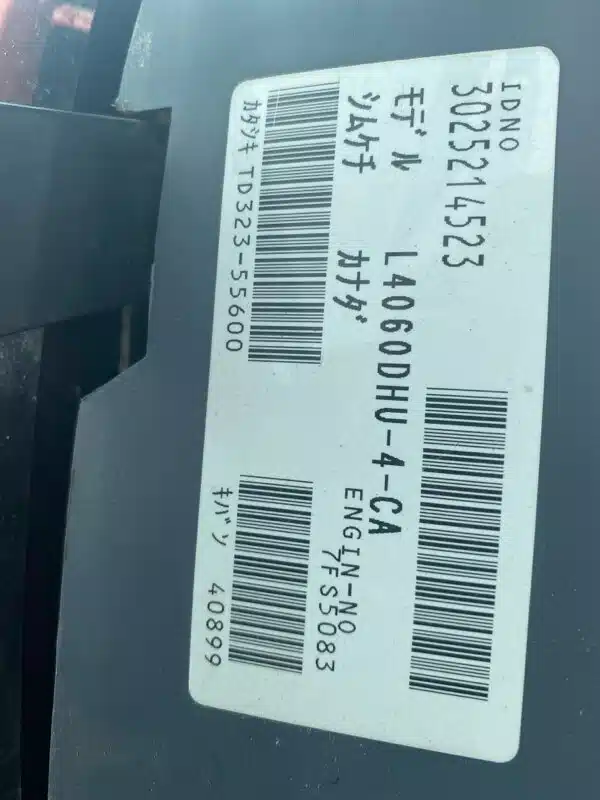 IDNO
3025214523
モデル L4060DHU-4-CA
シムケチ カナダ
ENGIN-NO
7FS5083
カタシキ TD323-55600
キバン 40899